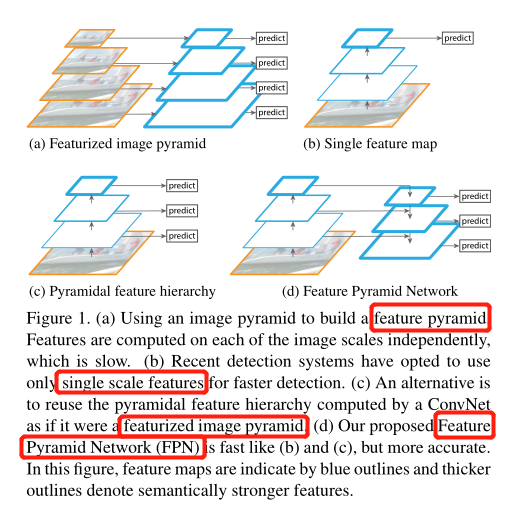 predict
predict
predict
predict
predict
(a) Featurized image pyramid
(b) Single feature map
predict
predict
predict
predict
predict
predict
(c) Pyramidal feature hierarchy
(d) Feature Pyramid Network
Figure 1. (a) Using an image pyramid to build a feature pyramid.
Features are computed on each of the image scales independently,
which is slow. (b) Recent detection systems have opted to use
only single scale features for faster detection. (c) An alternative is
to reuse the pyramidal feature hierarchy computed by a ConvNet
as if it were a featurized image pyramid. (d) Our proposed Feature
Pyramid Network (FPN) is fast like (b) and (c), but more accurate.
In this figure, feature maps are indicate by blue outlines and thicker
outlines denote semantically stronger features.